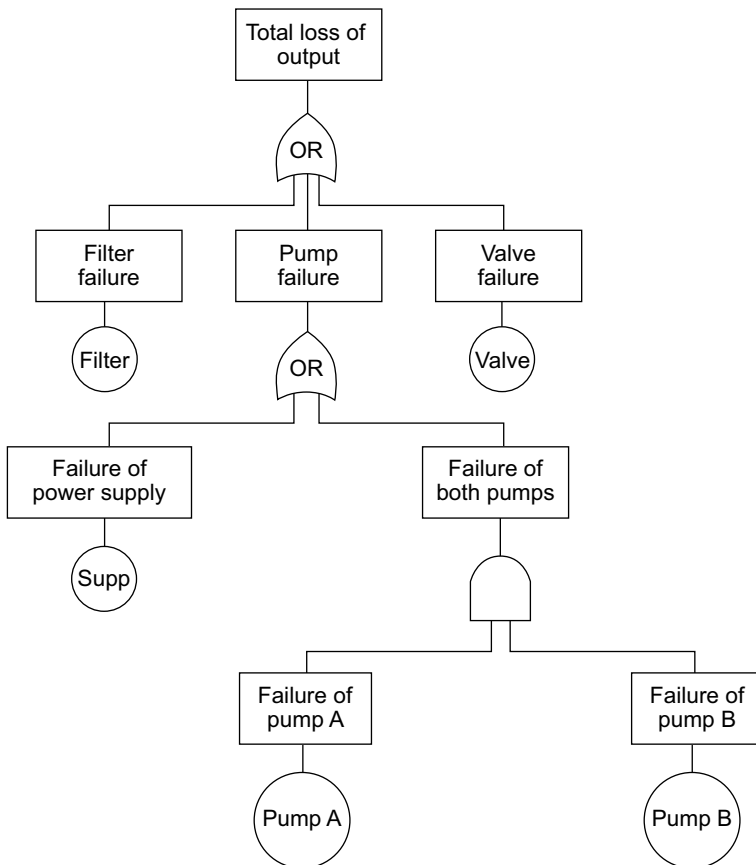 Total loss of
output
OR
Filter
failure
Pump
failure
Valve
failure
Filter
OR
Valve
Failure of
power supply
Failure of
both pumps
Supp
Failure of
pump A
Failure of
pump B
Pump A
Pump B